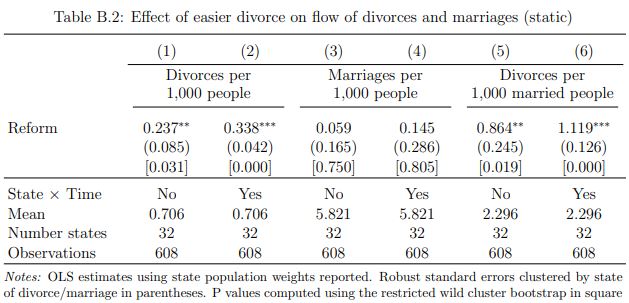 Table B.2: Effect of easier divorce on flow of divorces and marriages (static)
(1) (2) (3) (4) (5) (6)
Divorces per Marriages per Divorces per
1,000 people 1,000 people 1,000 married people
Reform 0.237** 0.338*** 0.059 0.145 0.864** 1.119***
(0.085) (0.042) (0.165) (0.286) (0.245) (0.126)
[0.031] [0.000] [0.750] [0.805] [0.019] [0.000]
State × Time No Yes No Yes No Yes
Mean 0.706 0.706 5.821 5.821 2.296 2.296
Number states 32 32 32 32 32 32
Observations 608 608 608 608 608 608
Notes: OLS estimates using state population weights reported. Robust standard errors clustered by state
of divorce/marriage in parentheses. P values computed using the restricted wild cluster bootstrap in square